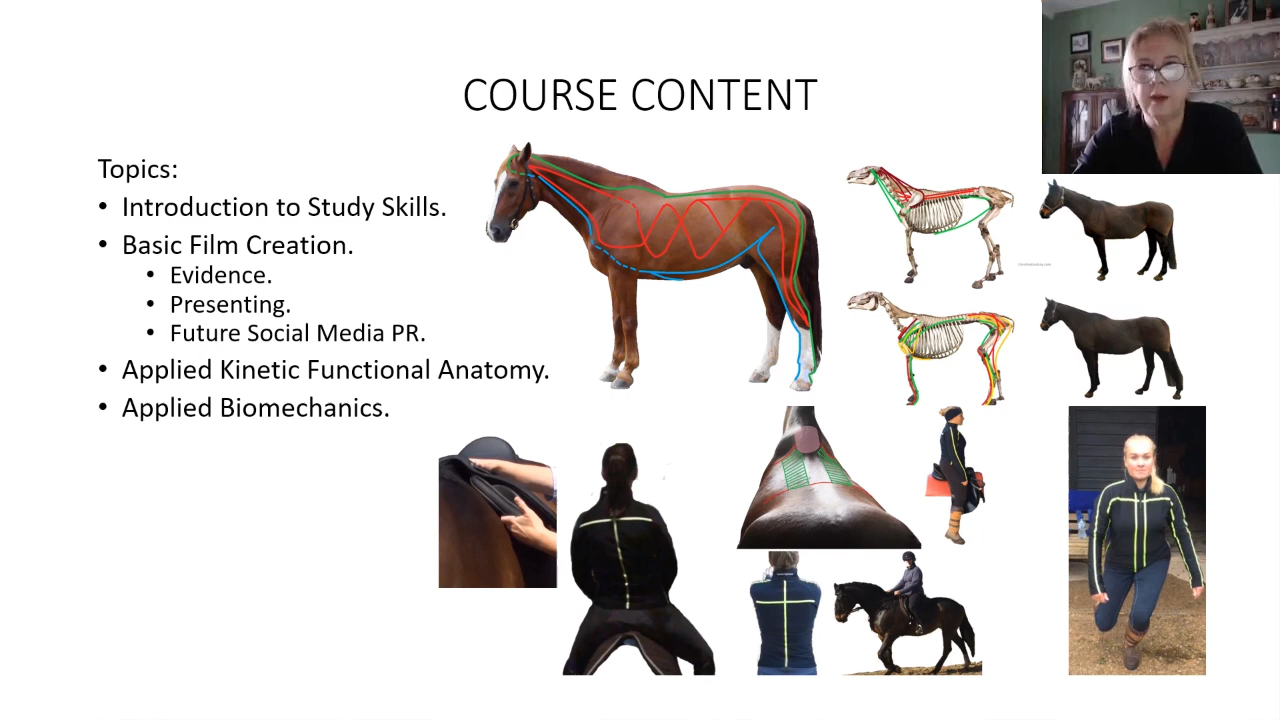 COURSE CONTENT
Topics:
• Introduction to Study Skills.
• Basic Film Creation.
• Evidence.
• Presenting.
• Future Social Media PR.
• Applied Kinetic Functional Anatomy.
• Applied Biomechanics.